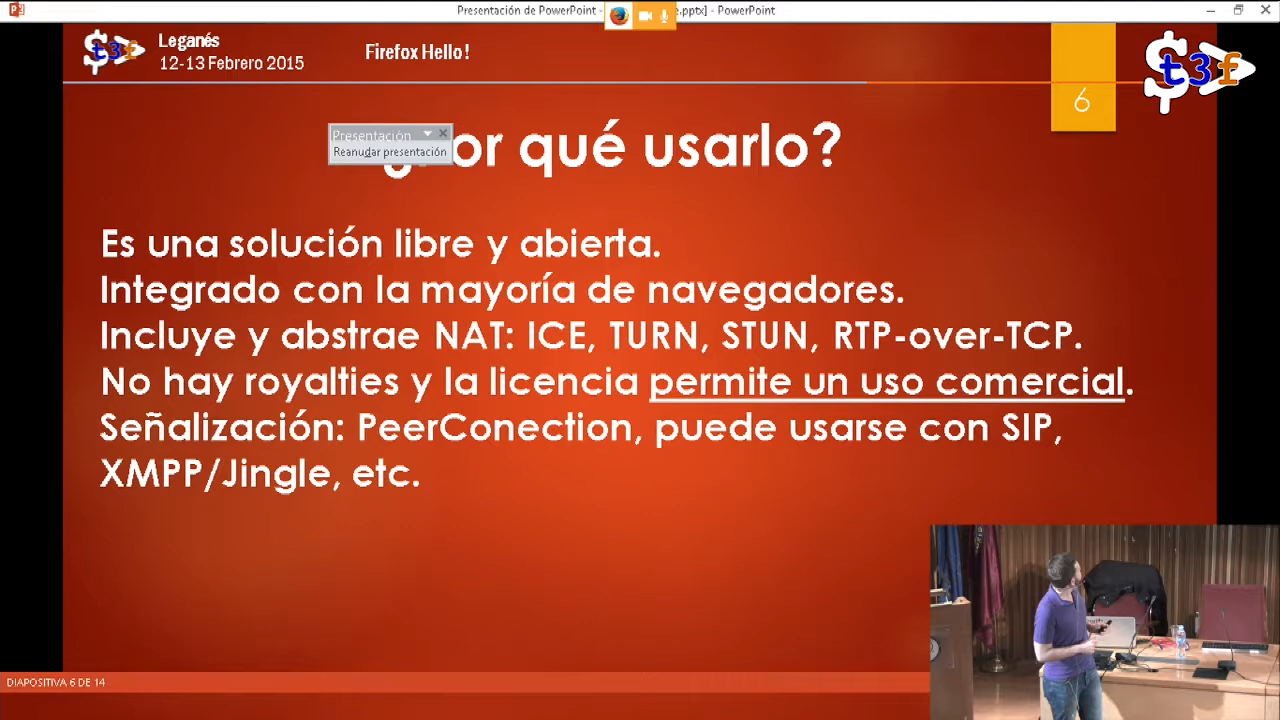 Presentación de PowerPoint - e.pptx] - PowerPoint
t3f
Leganés
12-13 Febrero 2015
Firefox Hello!
6
t3f
Presentación
Reanudar presentación
or qué usarlo?
Es una solución libre y abierta.
Integrado con la mayoría de navegadores.
Incluye y abstrae NAT: ICE, TURN, STUN, RTP-over-TCP.
No hay royalties y la licencia permite un uso comercial.
Señalización: PeerConection, puede usarse con SIP,
XMPP/Jingle, etc.
DIAPOSITIVA 6 DE 14